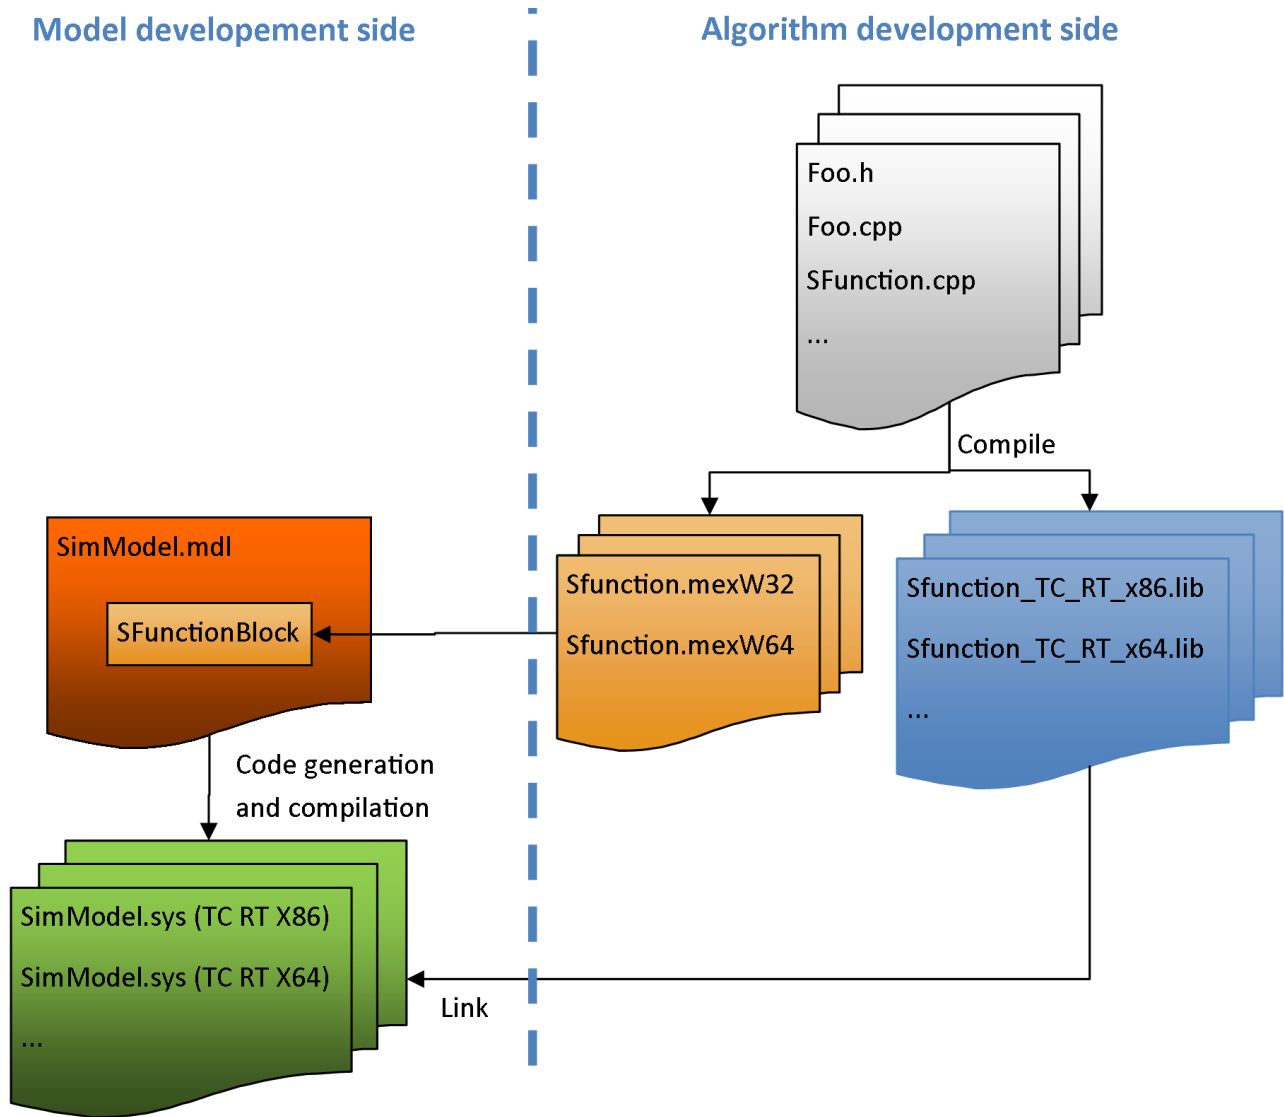 Model developement side
Algorithm development side
Foo.h
Foo.cpp
SFunction.cpp
...
Compile
SimModel.mdl
SFunctionBlock
Sfunction.mexW32
Sfunction.mexW64
Sfunction_TC_RT_x86.lib
Sfunction_TC_RT_x64.lib
...
Code generation
and compilation
SimModel.sys (TC RT X86)
SimModel.sys (TC RT X64)
...
Link